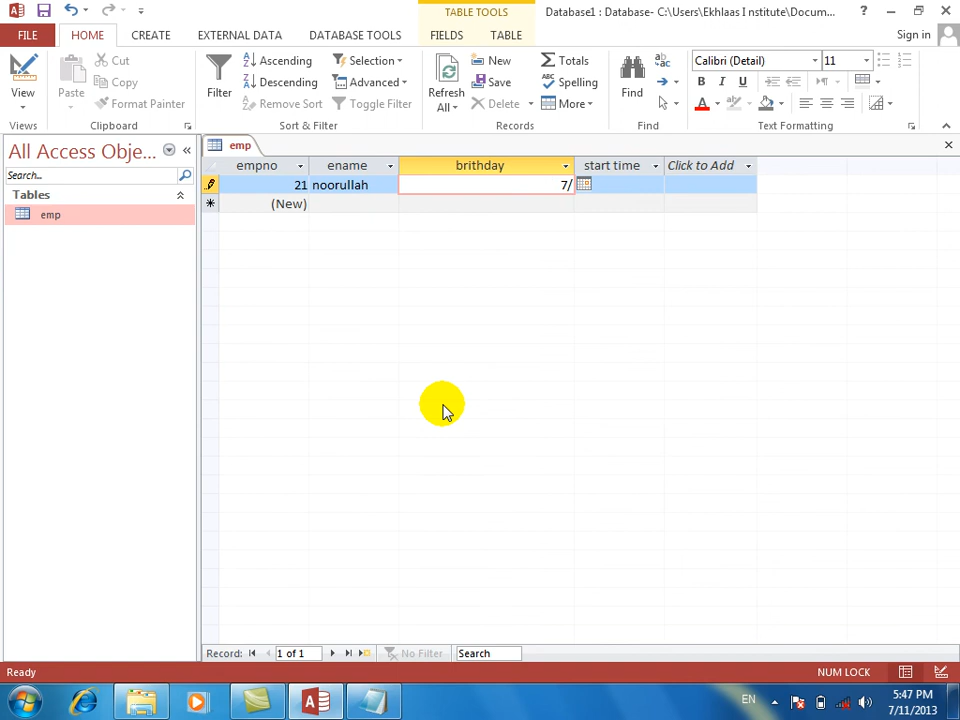 TABLE TOOLS
Database1 : Database- C:\Users\Ekhlaas I nstitute\Docum...
?
FILE HOME CREATE EXTERNAL DATA DATABASE TOOLS FIELDS TABLE Sign in
View
Views
Paste
Cut
Copy
Format Painter
Clipboard
Filter
Ascending
Descending
Remove Sort
Selection
Advanced
Toggle Filter
Sort & Filter
Refresh
All
New
Save
Delete
Totals
Spelling
More
Records
Find
abc
ac
Find
Calibri (Detail) 11
B I U
A
Text Formatting
All Access Obje...
Search..
Tables
emp
emp
empno ename brithday start time Click to Add
21 noorullah 7/
(New)
Record: 1 of 1 No Filter Search
Ready NUM LOCK
EN 5:47 PM
7/11/2013